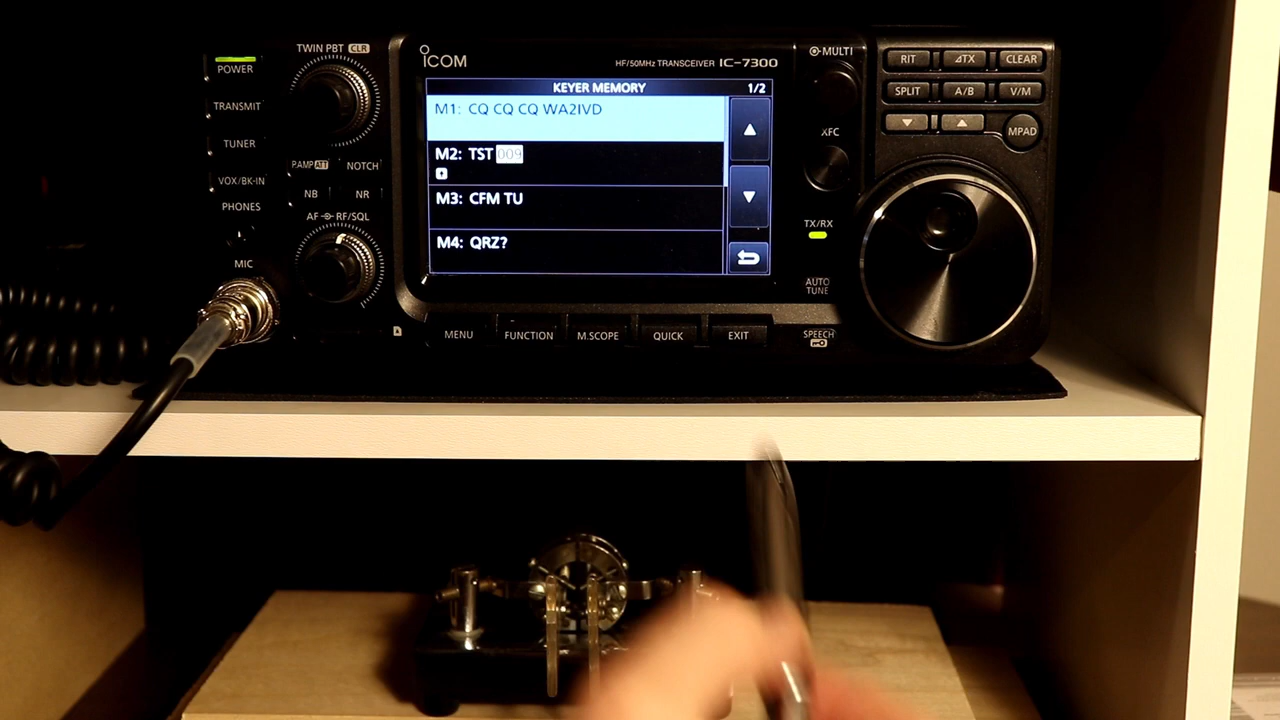 POWER
TRANSMIT
TUNER
VOX/BK-IN
PHONES
MIC
TWIN PBT CLR
P.AMP ATT NOTCH
NB NR
AF RF/SQL
ICOM
HF/50MHz TRANSCEIVER IC-7300
KEYER MEMORY 1/2
M1: CQ CQ CQ WA2IVD
M2: TST 009
M3: CFM TU
M4: QRZ?
MENU FUNCTION M.SCOPE QUICK EXIT
MULTI
XFC
TX/RX
AUTO
TUNE
SPEECH
RIT ⊿TX CLEAR
SPLIT A/B V/M
MPAD